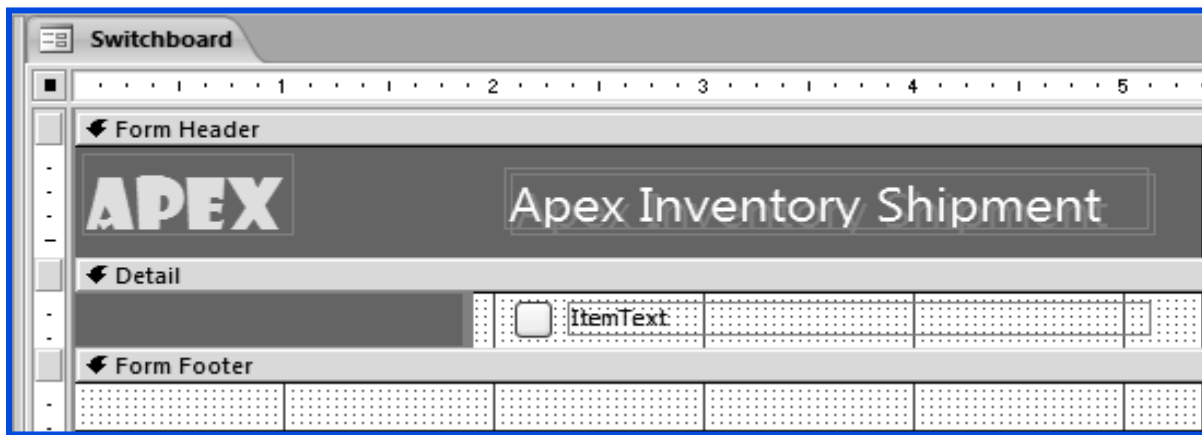 Switchboard
1 2 3 4 5
Form Header
APEX Apex Inventory Shipment
Detail
ItemText
Form Footer